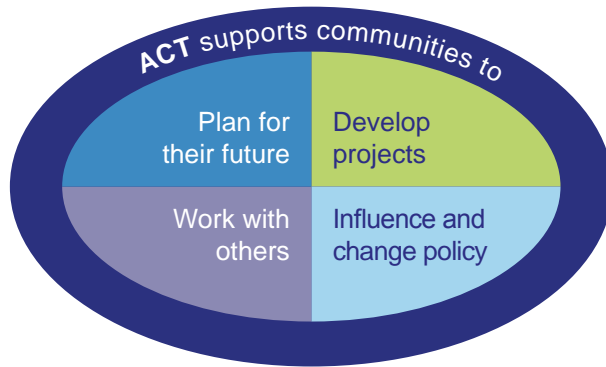 ACT supports communities to
Plan for
their future
Develop
projects
Work with
others
Influence and
change policy